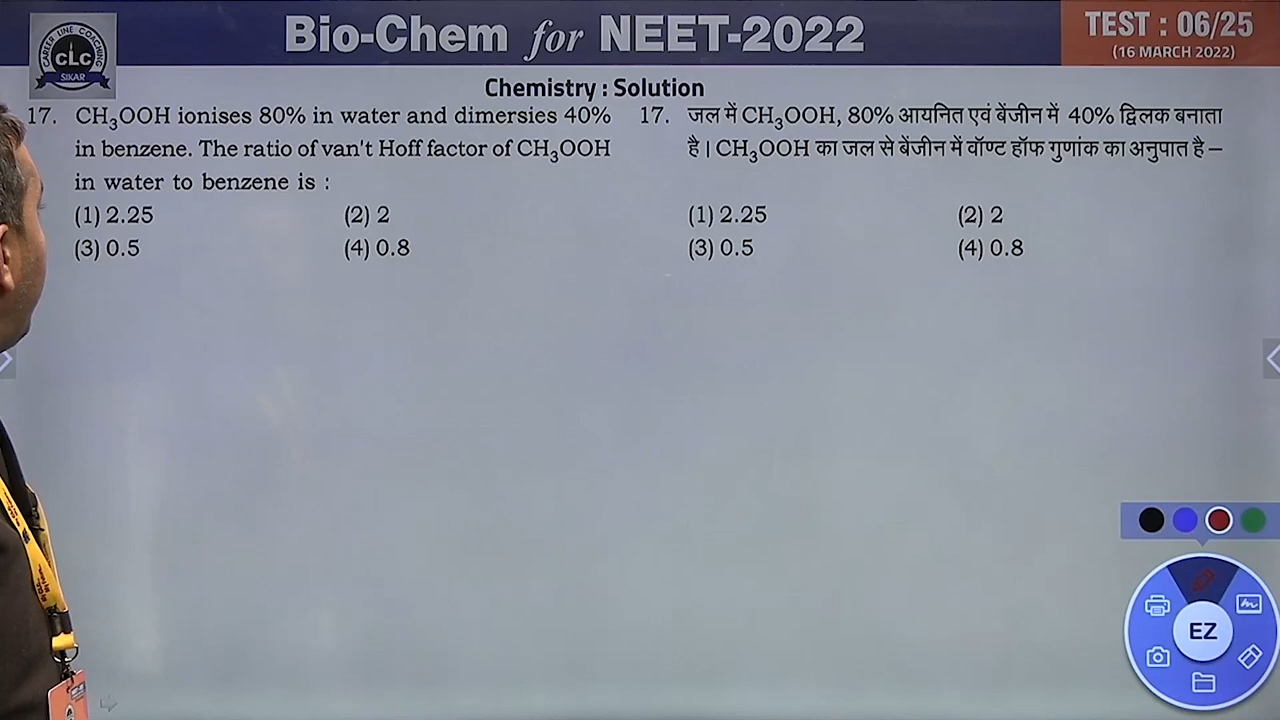 Bio-Chem for NEET-2022
TEST : 06/25
(16 MARCH 2022)
CAREER LINE COACHING
CLC
SIKAR
Chemistry : Solution
17. CH₃OOH ionises 80% in water and dimersies 40%
in benzene. The ratio of van't Hoff factor of CH₃OOH
in water to benzene is :
(1) 2.25 (2) 2
(3) 0.5 (4) 0.8
17. जल में CH₃OOH, 80% आयनित एवं बेंजीन में 40% द्विलक बनाता
है। CH₃OOH का जल से बेंजीन में वॉण्ट हॉफ गुणांक का अनुपात है –
(1) 2.25 (2) 2
(3) 0.5 (4) 0.8
EZ